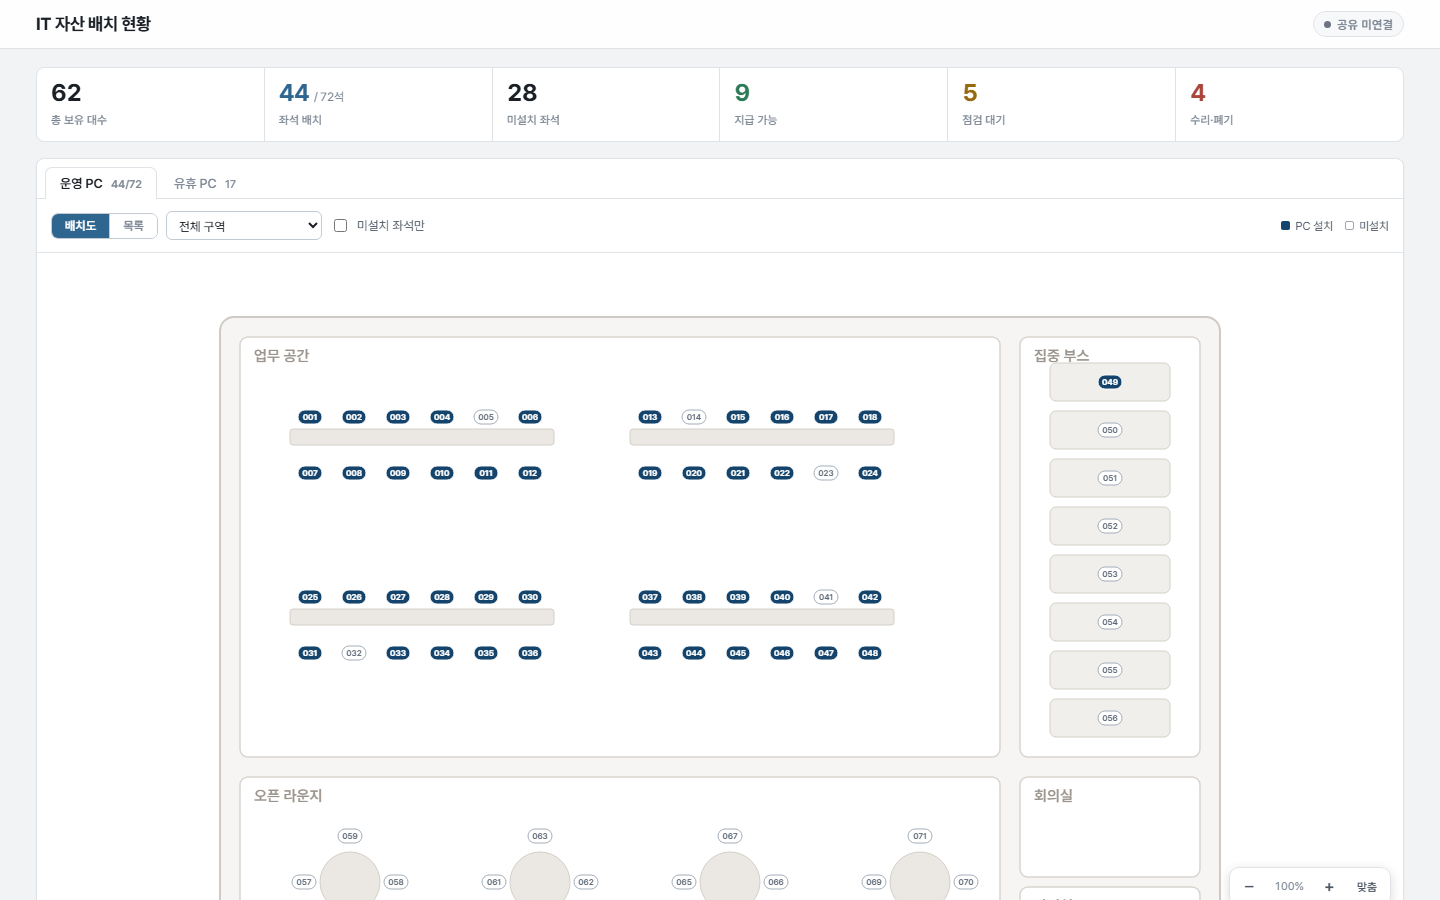 IT 자산 배치 현황
공유 미연결
62
총 보유 대수
44 / 72석
좌석 배치
28
미설치 좌석
9
지급 가능
5
점검 대기
4
수리·폐기
운영 PC 44/72
유휴 PC 17
배치도 목록 전체 구역 미설치 좌석만
PC 설치 미설치
업무 공간
001 002 003 004 005 006
007 008 009 010 011 012
013 014 015 016 017 018
019 020 021 022 023 024
025 026 027 028 029 030
031 032 033 034 035 036
037 038 039 040 041 042
043 044 045 046 047 048
집중 부스
049
050
051
052
053
054
055
056
오픈 라운지
059
057 058
063
061 062
067
065 066
071
069 070
회의실
− 100% + 맞춤